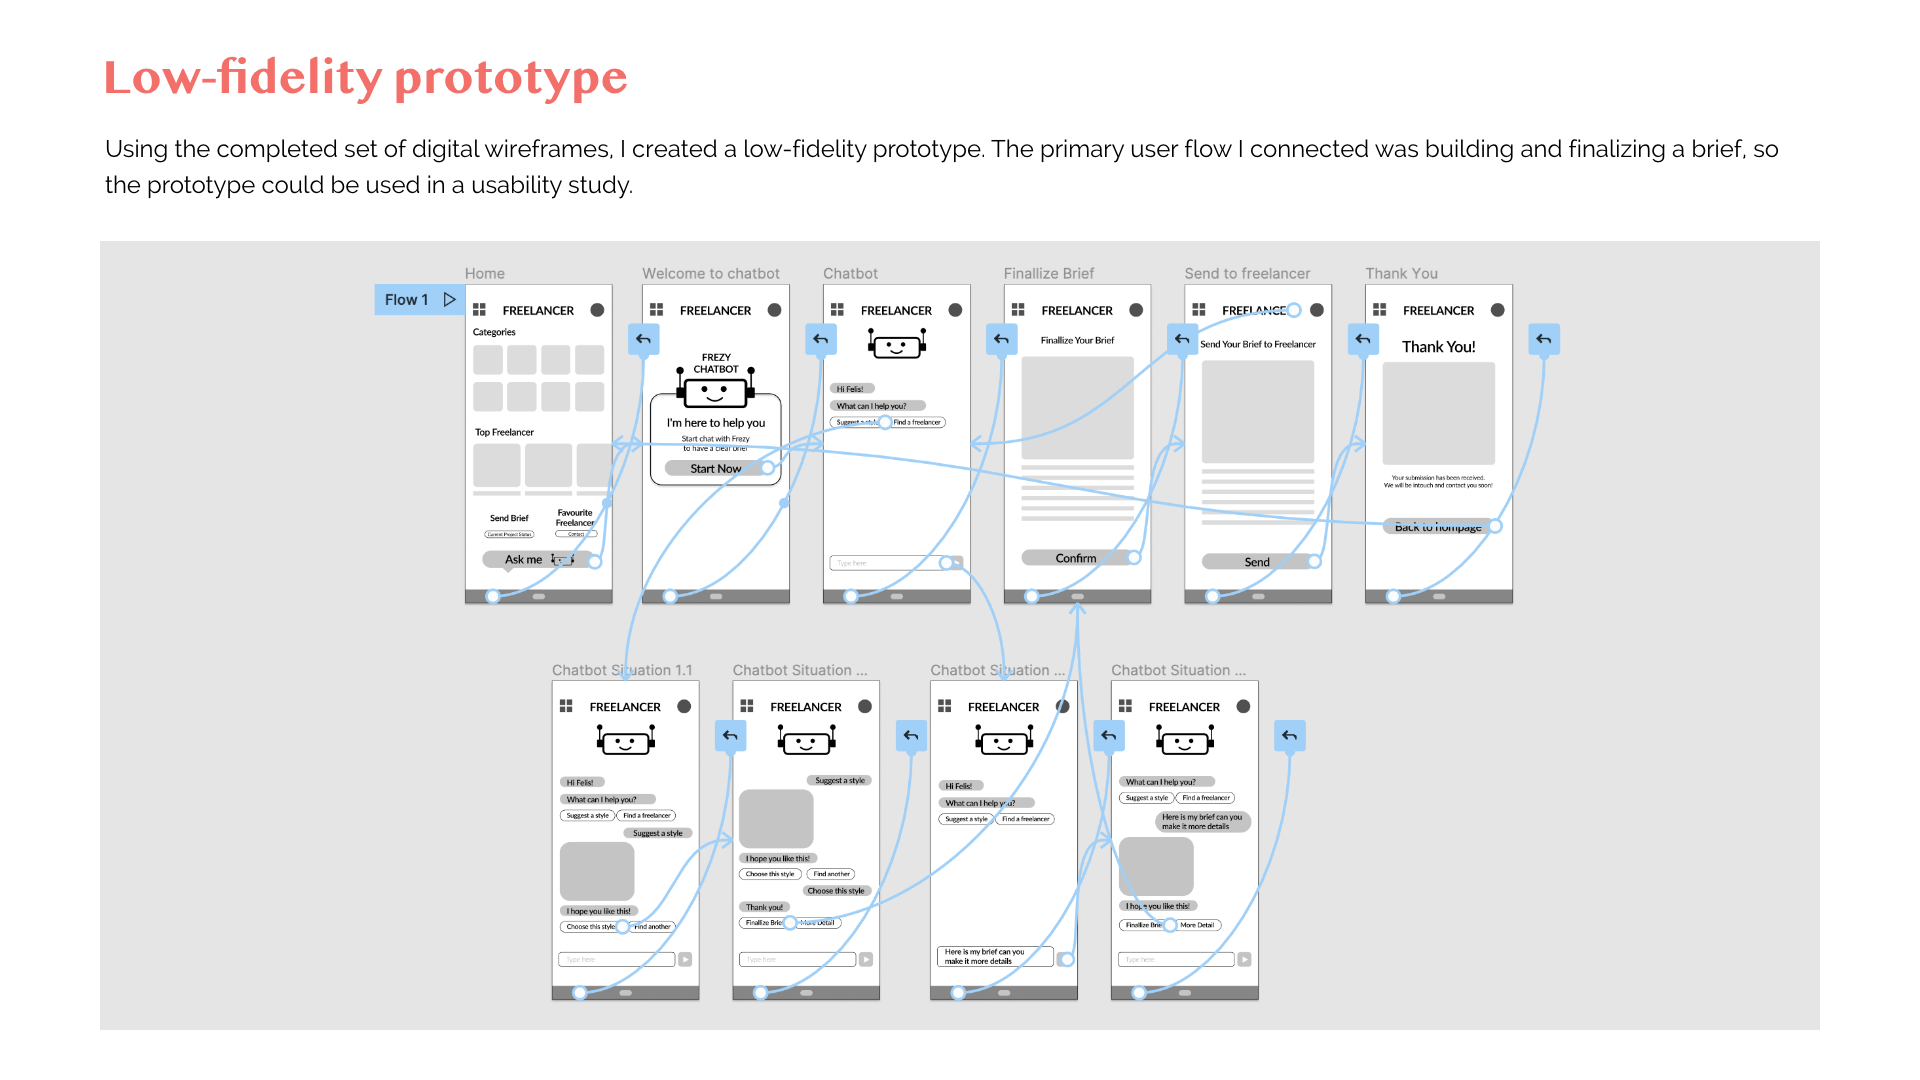 Low-fidelity prototype
Using the completed set of digital wireframes, I created a low-fidelity prototype. The primary user flow I connected was building and finalizing a brief, so
the prototype could be used in a usability study.
Flow 1
Home
FREELANCER
Categories
Top Freelancer
Send Brief
Current Project Status
Favourite
Freelancer
Contact
Ask me
Welcome to chatbot
FREELANCER
FREZY
CHATBOT
I'm here to help you
Start chat with Frezy
to have a clear brief
Start Now
Chatbot
FREELANCER
Hi Felis!
What can I help you?
Suggest a style
Find a freelancer
Type here
Finallize Brief
FREELANCER
Finallize Your Brief
Confirm
Send to freelancer
FREELANCER
Send Your Brief to Freelancer
Send
Thank You
FREELANCER
Thank You!
Your submission has been received.
We will be intouch and contact you soon!
Back to hompage
Chatbot Situation 1.1
FREELANCER
Hi Felis!
What can I help you?
Suggest a style
Find a freelancer
Suggest a style
I hope you like this!
Choose this style
Find another
Type here
Chatbot Situation ...
FREELANCER
Suggest a style
I hope you like this!
Choose this style
Find another
Choose this style
Thank you!
Finallize Brief
More Detail
Type here
Chatbot Situation ...
FREELANCER
Hi Felis!
What can I help you?
Suggest a style
Find a freelancer
Here is my brief can you
make it more details
Chatbot Situation ...
FREELANCER
What can I help you?
Suggest a style
Find a freelancer
Here is my brief can you
make it more details
I hope you like this!
Finallize Brief
More Detail
Type here